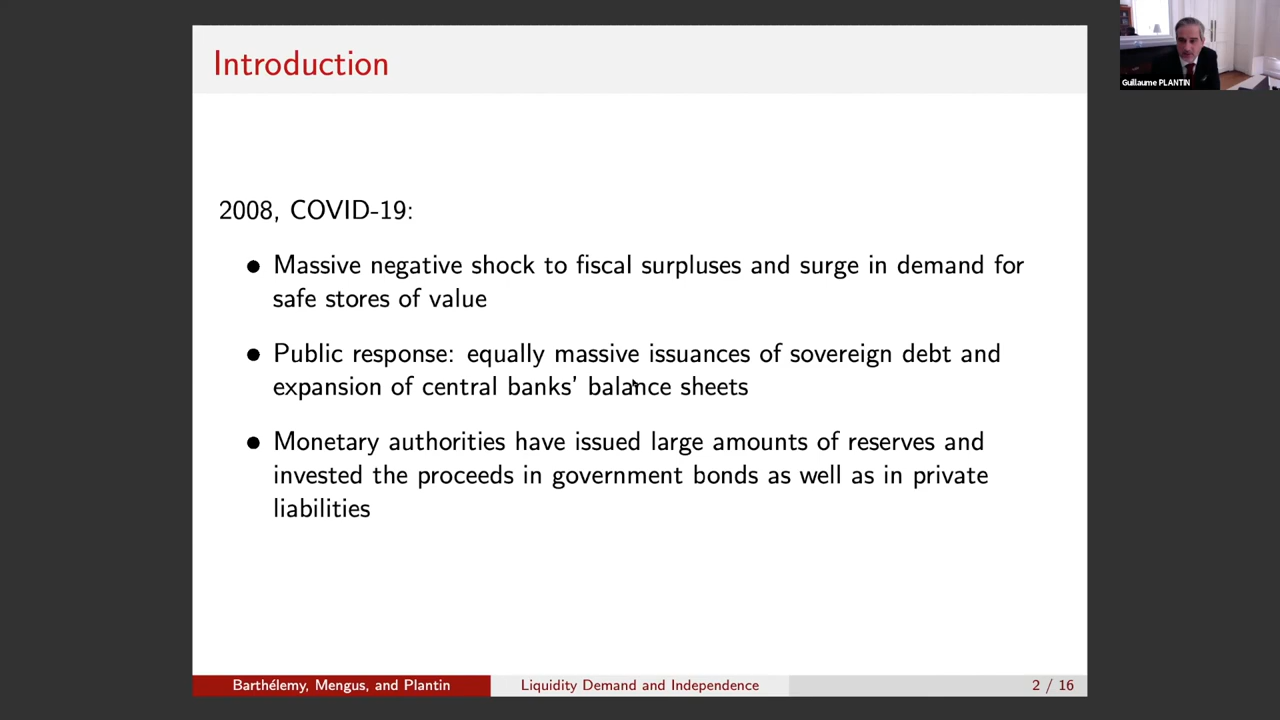 Introduction
Guillaume PLANTIN
2008, COVID-19:
● Massive negative shock to fiscal surpluses and surge in demand for
safe stores of value
● Public response: equally massive issuances of sovereign debt and
expansion of central banks' balance sheets
● Monetary authorities have issued large amounts of reserves and
invested the proceeds in government bonds as well as in private
liabilities
Barthélemy, Mengus, and Plantin
Liquidity Demand and Independence
2 / 16